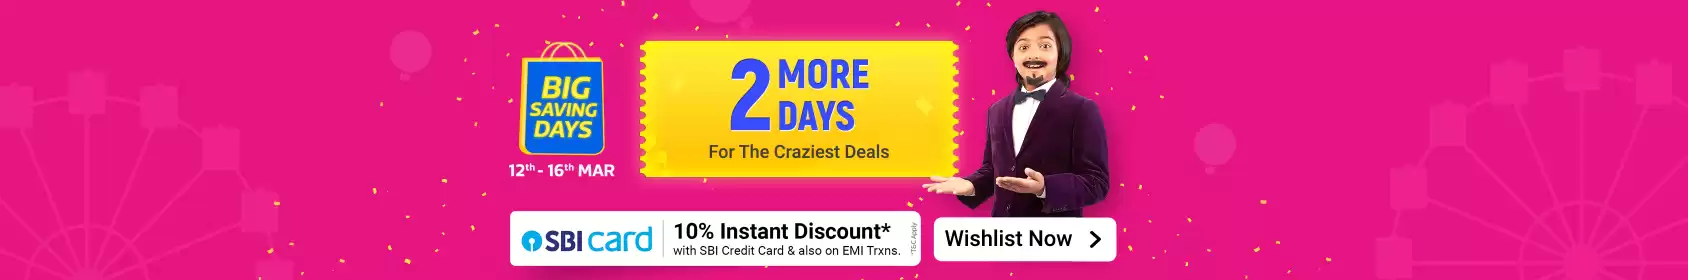 BIG
SAVING
DAYS
12th - 16th MAR
2 MORE
DAYS
For The Craziest Deals
SBI card
10% Instant Discount*
with SBI Credit Card & also on EMI Trxns.
*T&C Apply
Wishlist Now